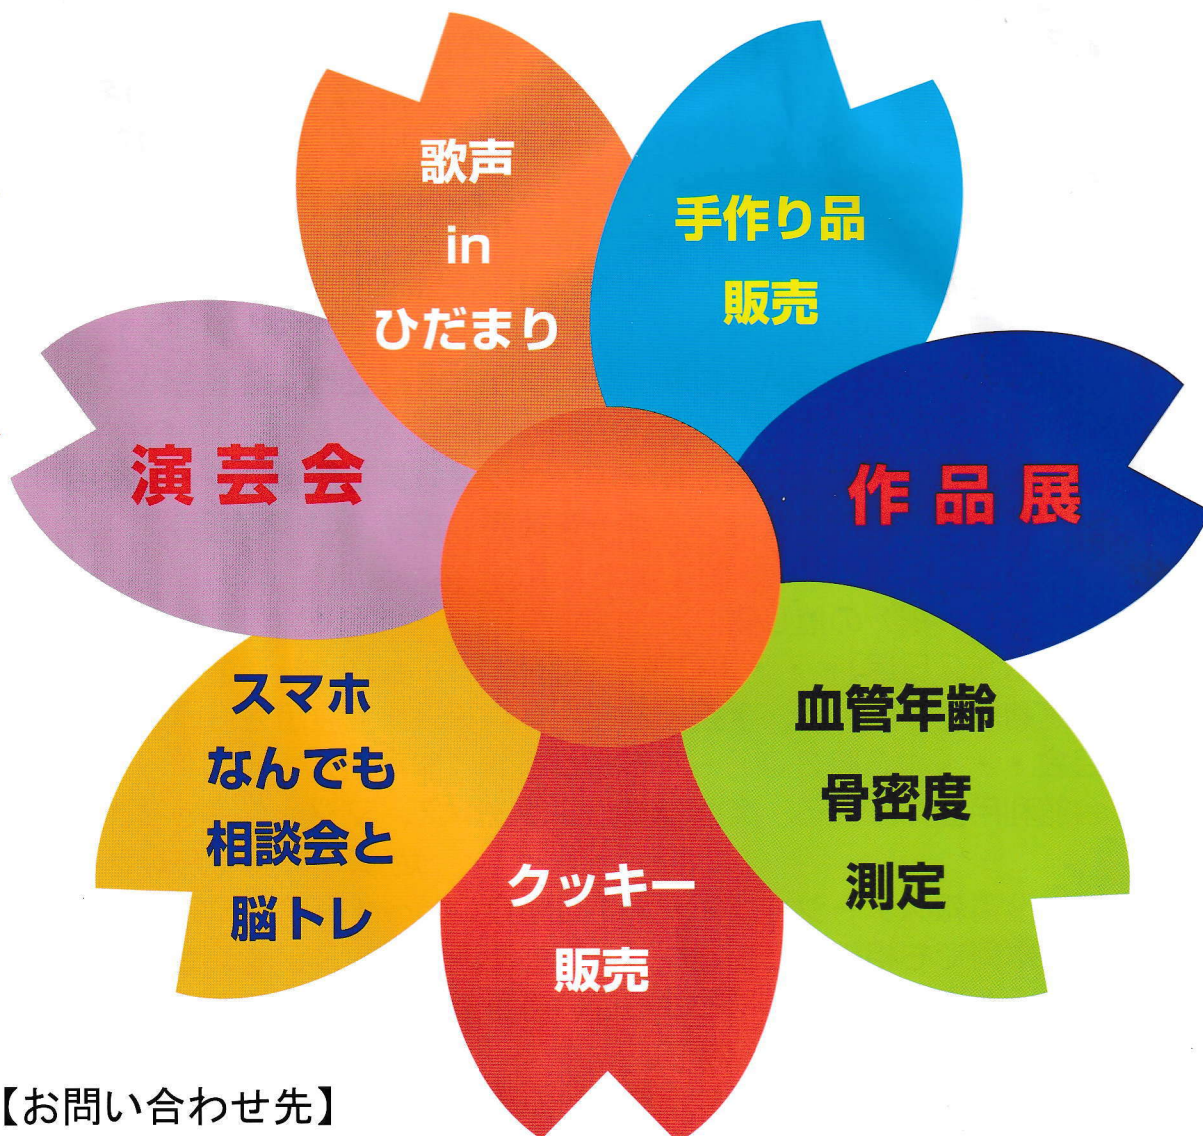 歌声
in
ひだまり
手作り品
販売
演芸会
作品展
スマホ
なんでも
相談会と
脳トレ
血管年齢
骨密度
測定
クッキー
販売
【お問い合わせ先】